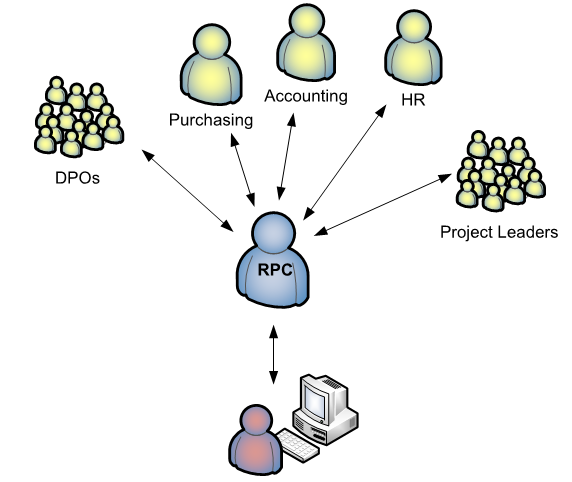 Purchasing
Accounting
HR
DPOs
Project Leaders
RPC